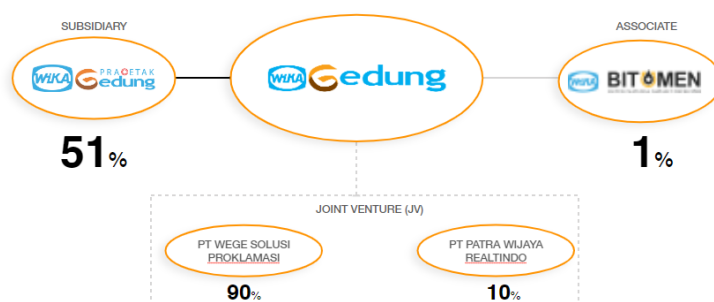 SUBSIDIARY
ASSOCIATE
WIKA PRACETAK Gedung
WIKA Gedung
WIKA BITUMEN
51%
1%
JOINT VENTURE (JV)
PT WEGE SOLUSI
PROKLAMASI
PT PATRA WIJAYA
REALTINDO
90%
10%